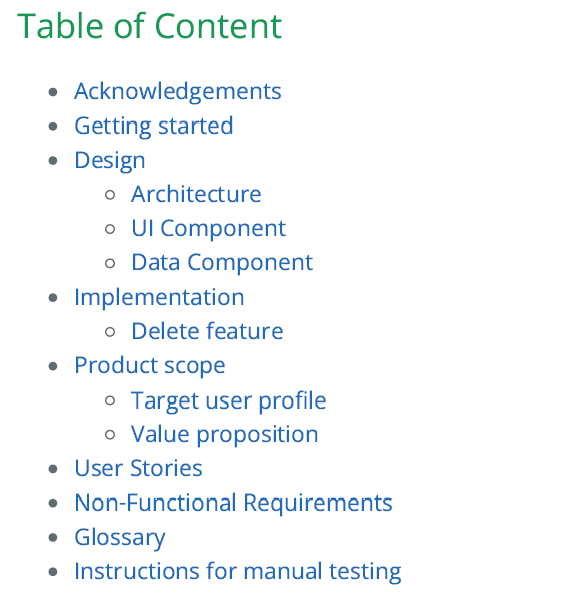 Table of Content
Acknowledgements
Getting started
Design
Architecture
UI Component
Data Component
Implementation
Delete feature
Product scope
Target user profile
Value proposition
User Stories
Non-Functional Requirements
Glossary
Instructions for manual testing